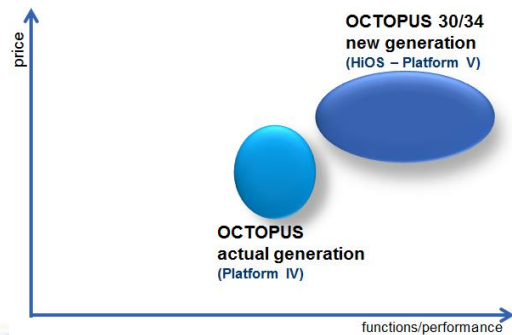 OCTOPUS 30/34
new generation
(HiOS – Platform V)
price
OCTOPUS
actual generation
(Platform IV)
functions/performance